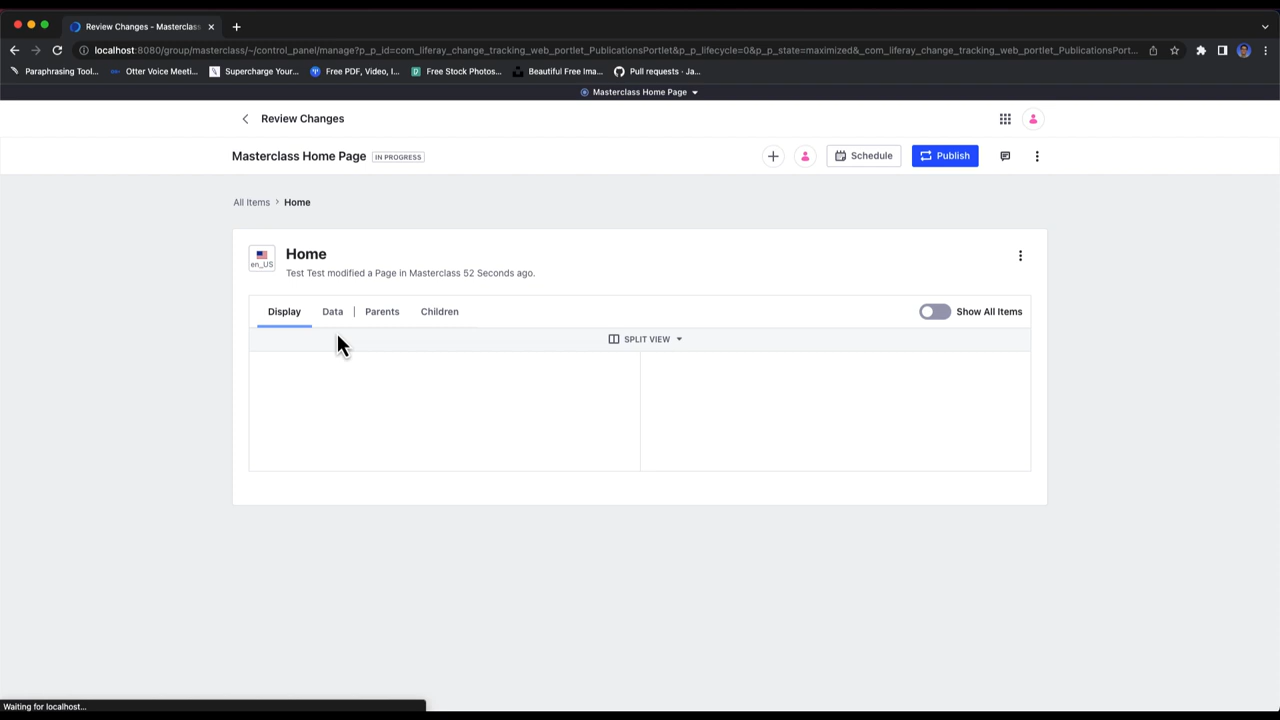 Review Changes - Masterclass
localhost:8080/group/masterclass/~/control_panel/manage?p_p_id=com_liferay_change_tracking_web_portlet_PublicationsPortlet&p_p_lifecycle=0&p_p_state=maximized&_com_liferay_change_tracking_web_portlet_PublicationsPort...
Paraphrasing Tool... Otter Voice Meeti... Supercharge Your... Free PDF, Video, I... Free Stock Photos... Beautiful Free Ima... Pull requests · Ja...
Masterclass Home Page
Review Changes
Masterclass Home Page IN PROGRESS Schedule Publish
All Items > Home
en_US
Home
Test Test modified a Page in Masterclass 52 Seconds ago.
Display Data | Parents Children Show All Items
SPLIT VIEW
Waiting for localhost...